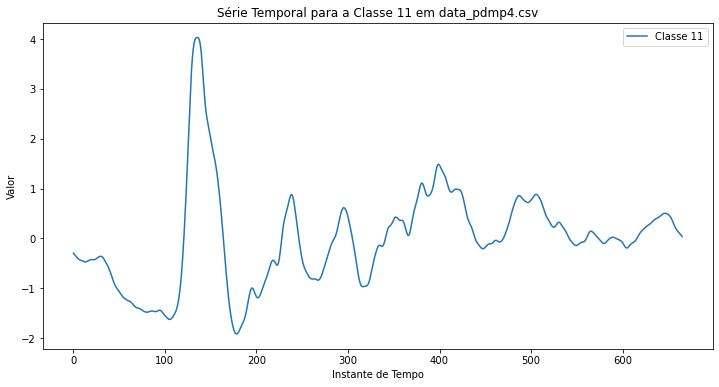 Série Temporal para a Classe 11 em data_pdmp4.csv
Classe 11
Valor
4
3
2
1
0
−1
−2
0 100 200 300 400 500 600
Instante de Tempo